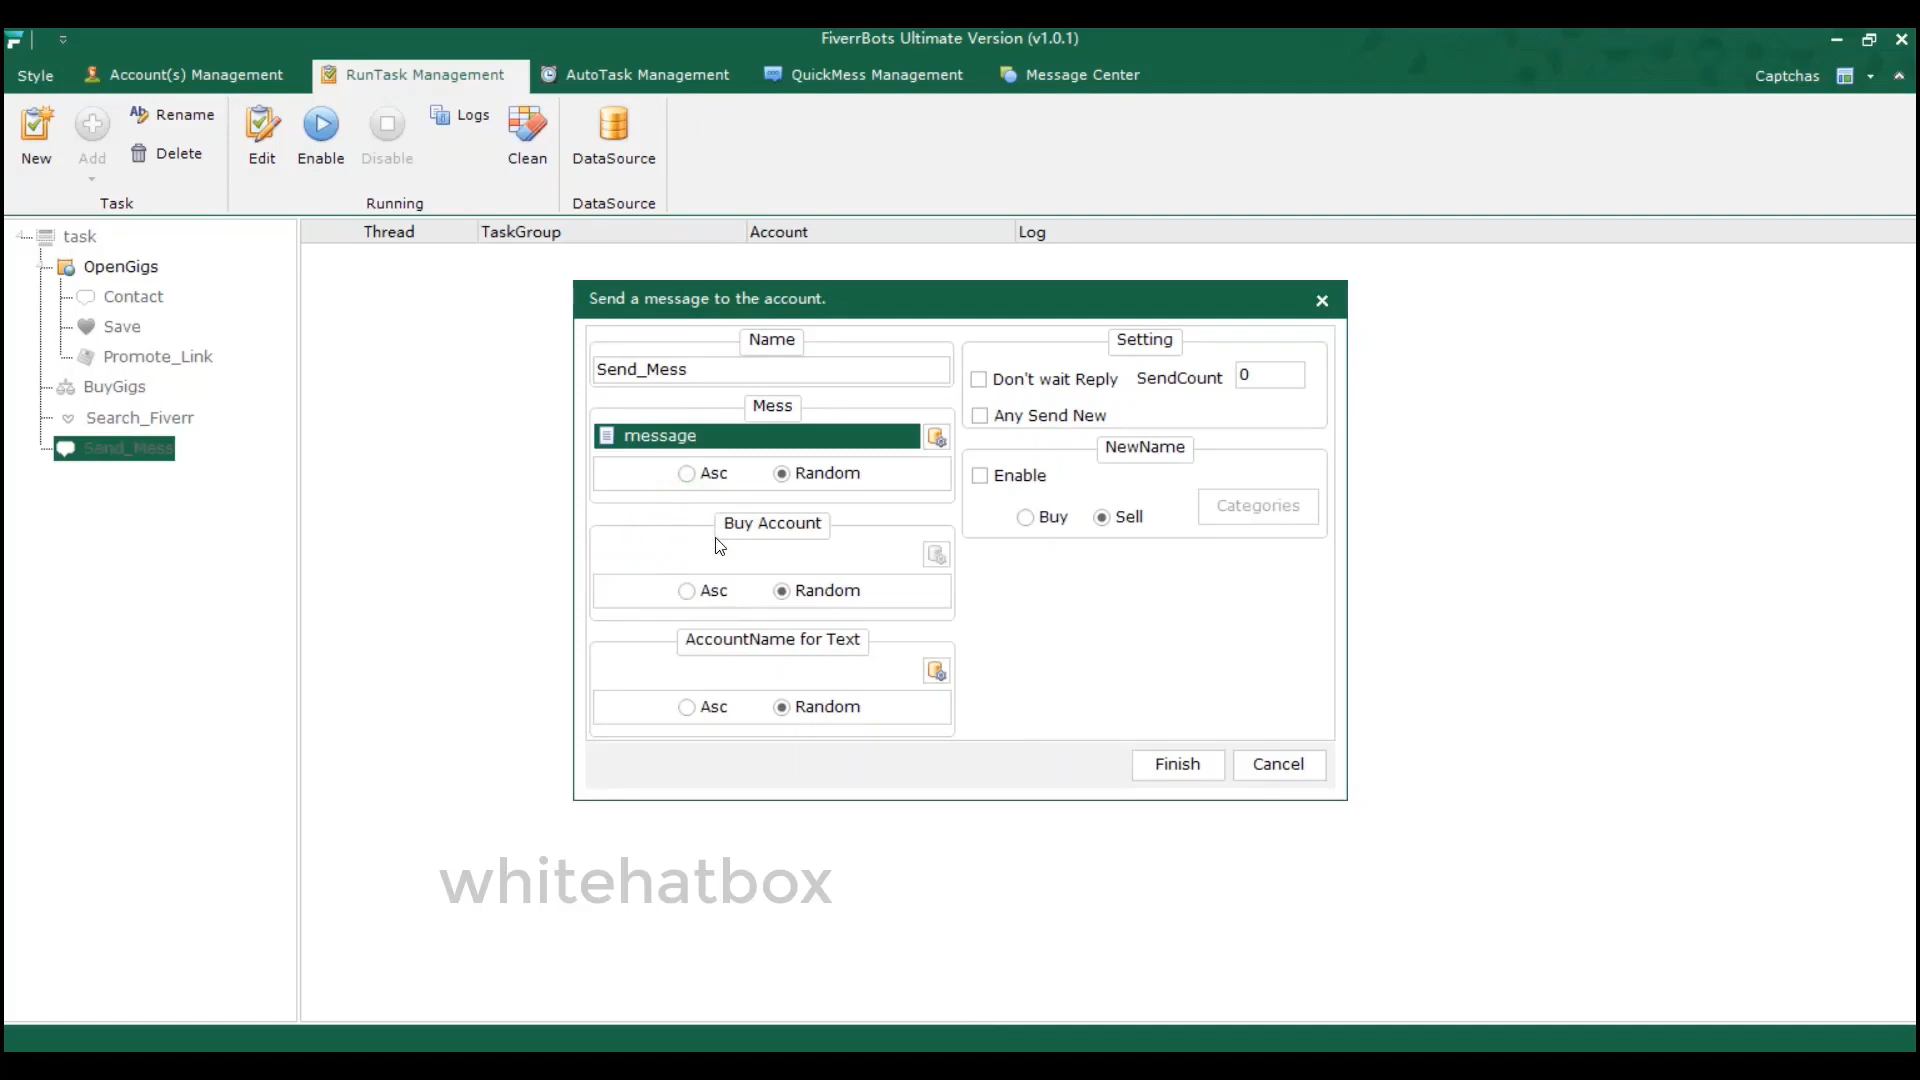 FiverrBots Ultimate Version (v1.0.1)
Style Account(s) Management RunTask Management AutoTask Management QuickMess Management Message Center Captchas
New Add Rename Delete Edit Enable Disable Logs Clean DataSource
Task Running DataSource
task
OpenGigs
Contact
Save
Promote_Link
BuyGigs
Search_Fiverr
Send_Mess
Thread TaskGroup Account Log
Send a message to the account.
Name
Send_Mess
Mess
message
Asc Random
Buy Account
Asc Random
AccountName for Text
Asc Random
Setting
Don't wait Reply SendCount 0
Any Send New
NewName
Enable
Buy Sell Categories
Finish Cancel
whitehatbox